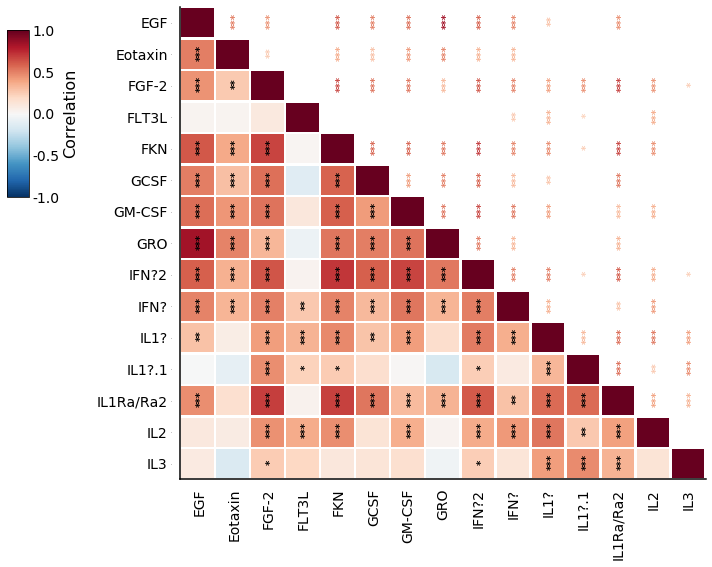 1.0
0.5
0.0
-0.5
-1.0
Correlation
EGF
Eotaxin
FGF-2
FLT3L
FKN
GCSF
GM-CSF
GRO
IFN?2
IFN?
IL1?
IL1?.1
IL1Ra/Ra2
IL2
IL3
EGF
Eotaxin
FGF-2
FLT3L
FKN
GCSF
GM-CSF
GRO
IFN?2
IFN?
IL1?
IL1?.1
IL1Ra/Ra2
IL2
IL3